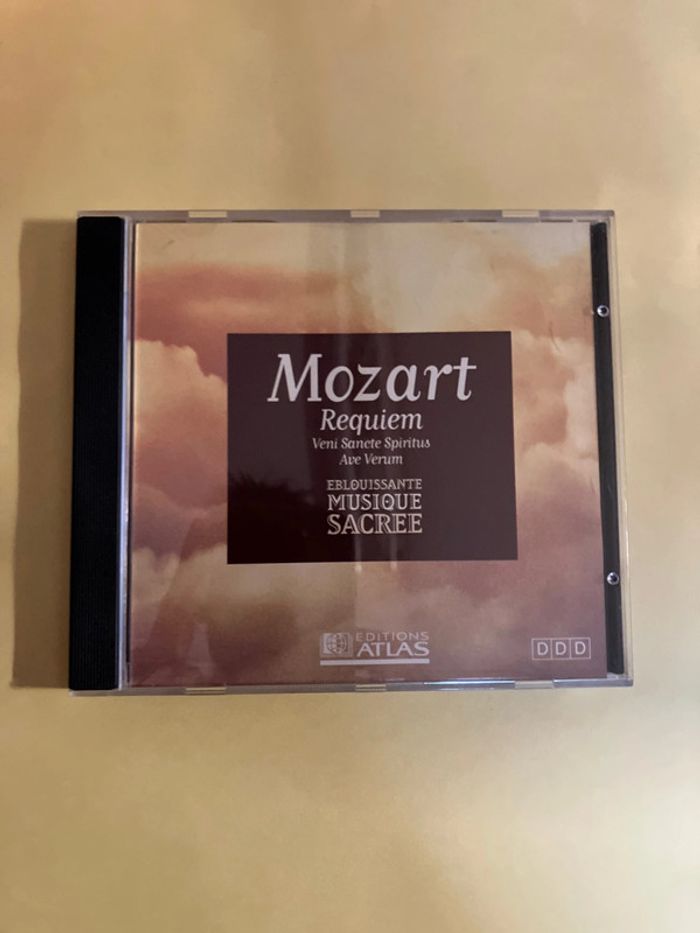 Mozart
Requiem
Veni Sancte Spiritus
Ave Verum
EBLOUISSANTE
MUSIQUE
SACREE
EDITIONS
ATLAS
DDD